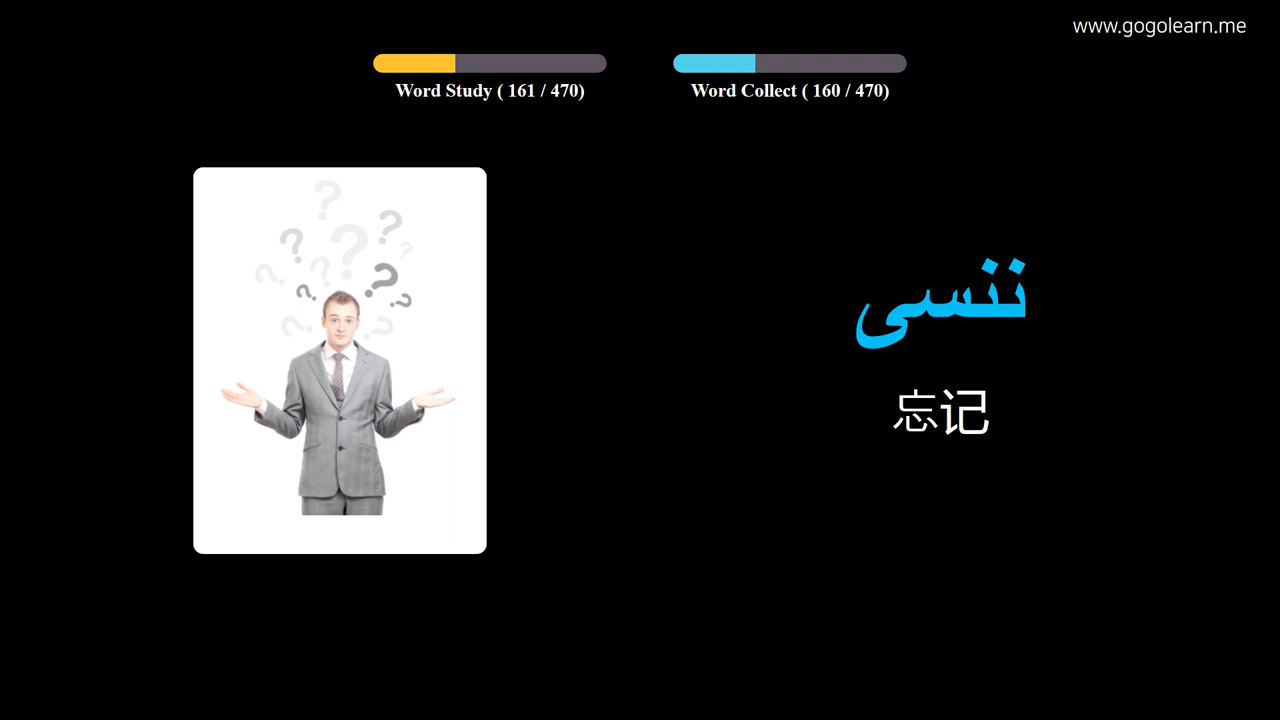 www.gogolearn.me
Word Study ( 161 / 470)
Word Collect ( 160 / 470)
? ? ? ? ? ? ? ? ? ? ? ?
ننسى
忘记